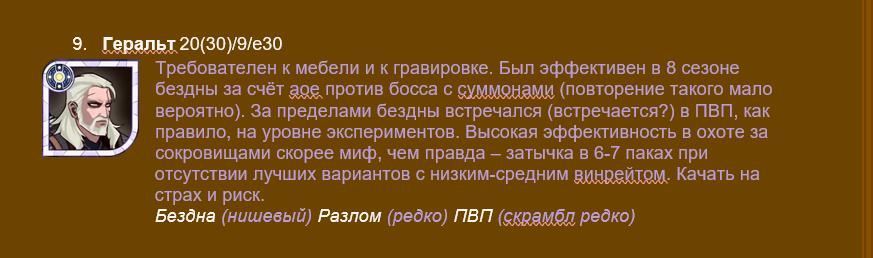 9. Геральт 20(30)/9/е30
Требователен к мебели и к гравировке. Был эффективен в 8 сезоне
бездны за счёт аое против босса с суммонами (повторение такого мало
вероятно). За пределами бездны встречался (встречается?) в ПВП, как
правило, на уровне экспериментов. Высокая эффективность в охоте за
сокровищами скорее миф, чем правда – затычка в 6-7 паках при
отсутствии лучших вариантов с низким-средним винрейтом. Качать на
страх и риск.
Бездна (нишевый) Разлом (редко) ПВП (скрамбл редко)